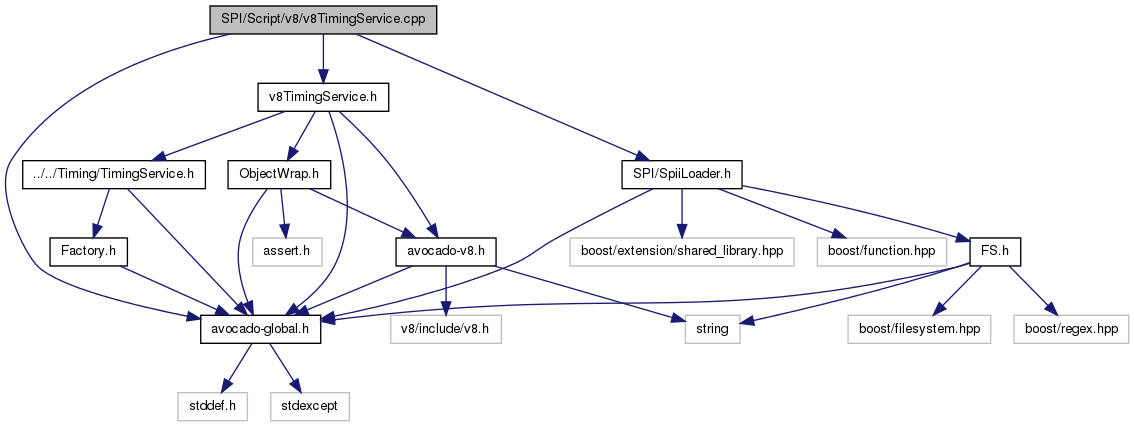 SPI/Script/v8/v8TimingService.cpp
v8TimingService.h
../../Timing/TimingService.h
ObjectWrap.h
SPI/SpiiLoader.h
Factory.h
assert.h
avocado-v8.h
boost/extension/shared_library.hpp
boost/function.hpp
FS.h
avocado-global.h
v8/include/v8.h
string
boost/filesystem.hpp
boost/regex.hpp
stddef.h
stdexcept